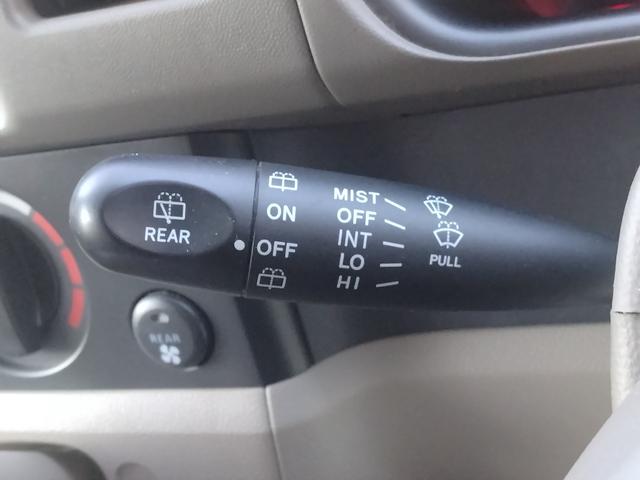 REAR
ON
OFF
MIST
OFF
INT
LO
HI
PULL
REAR